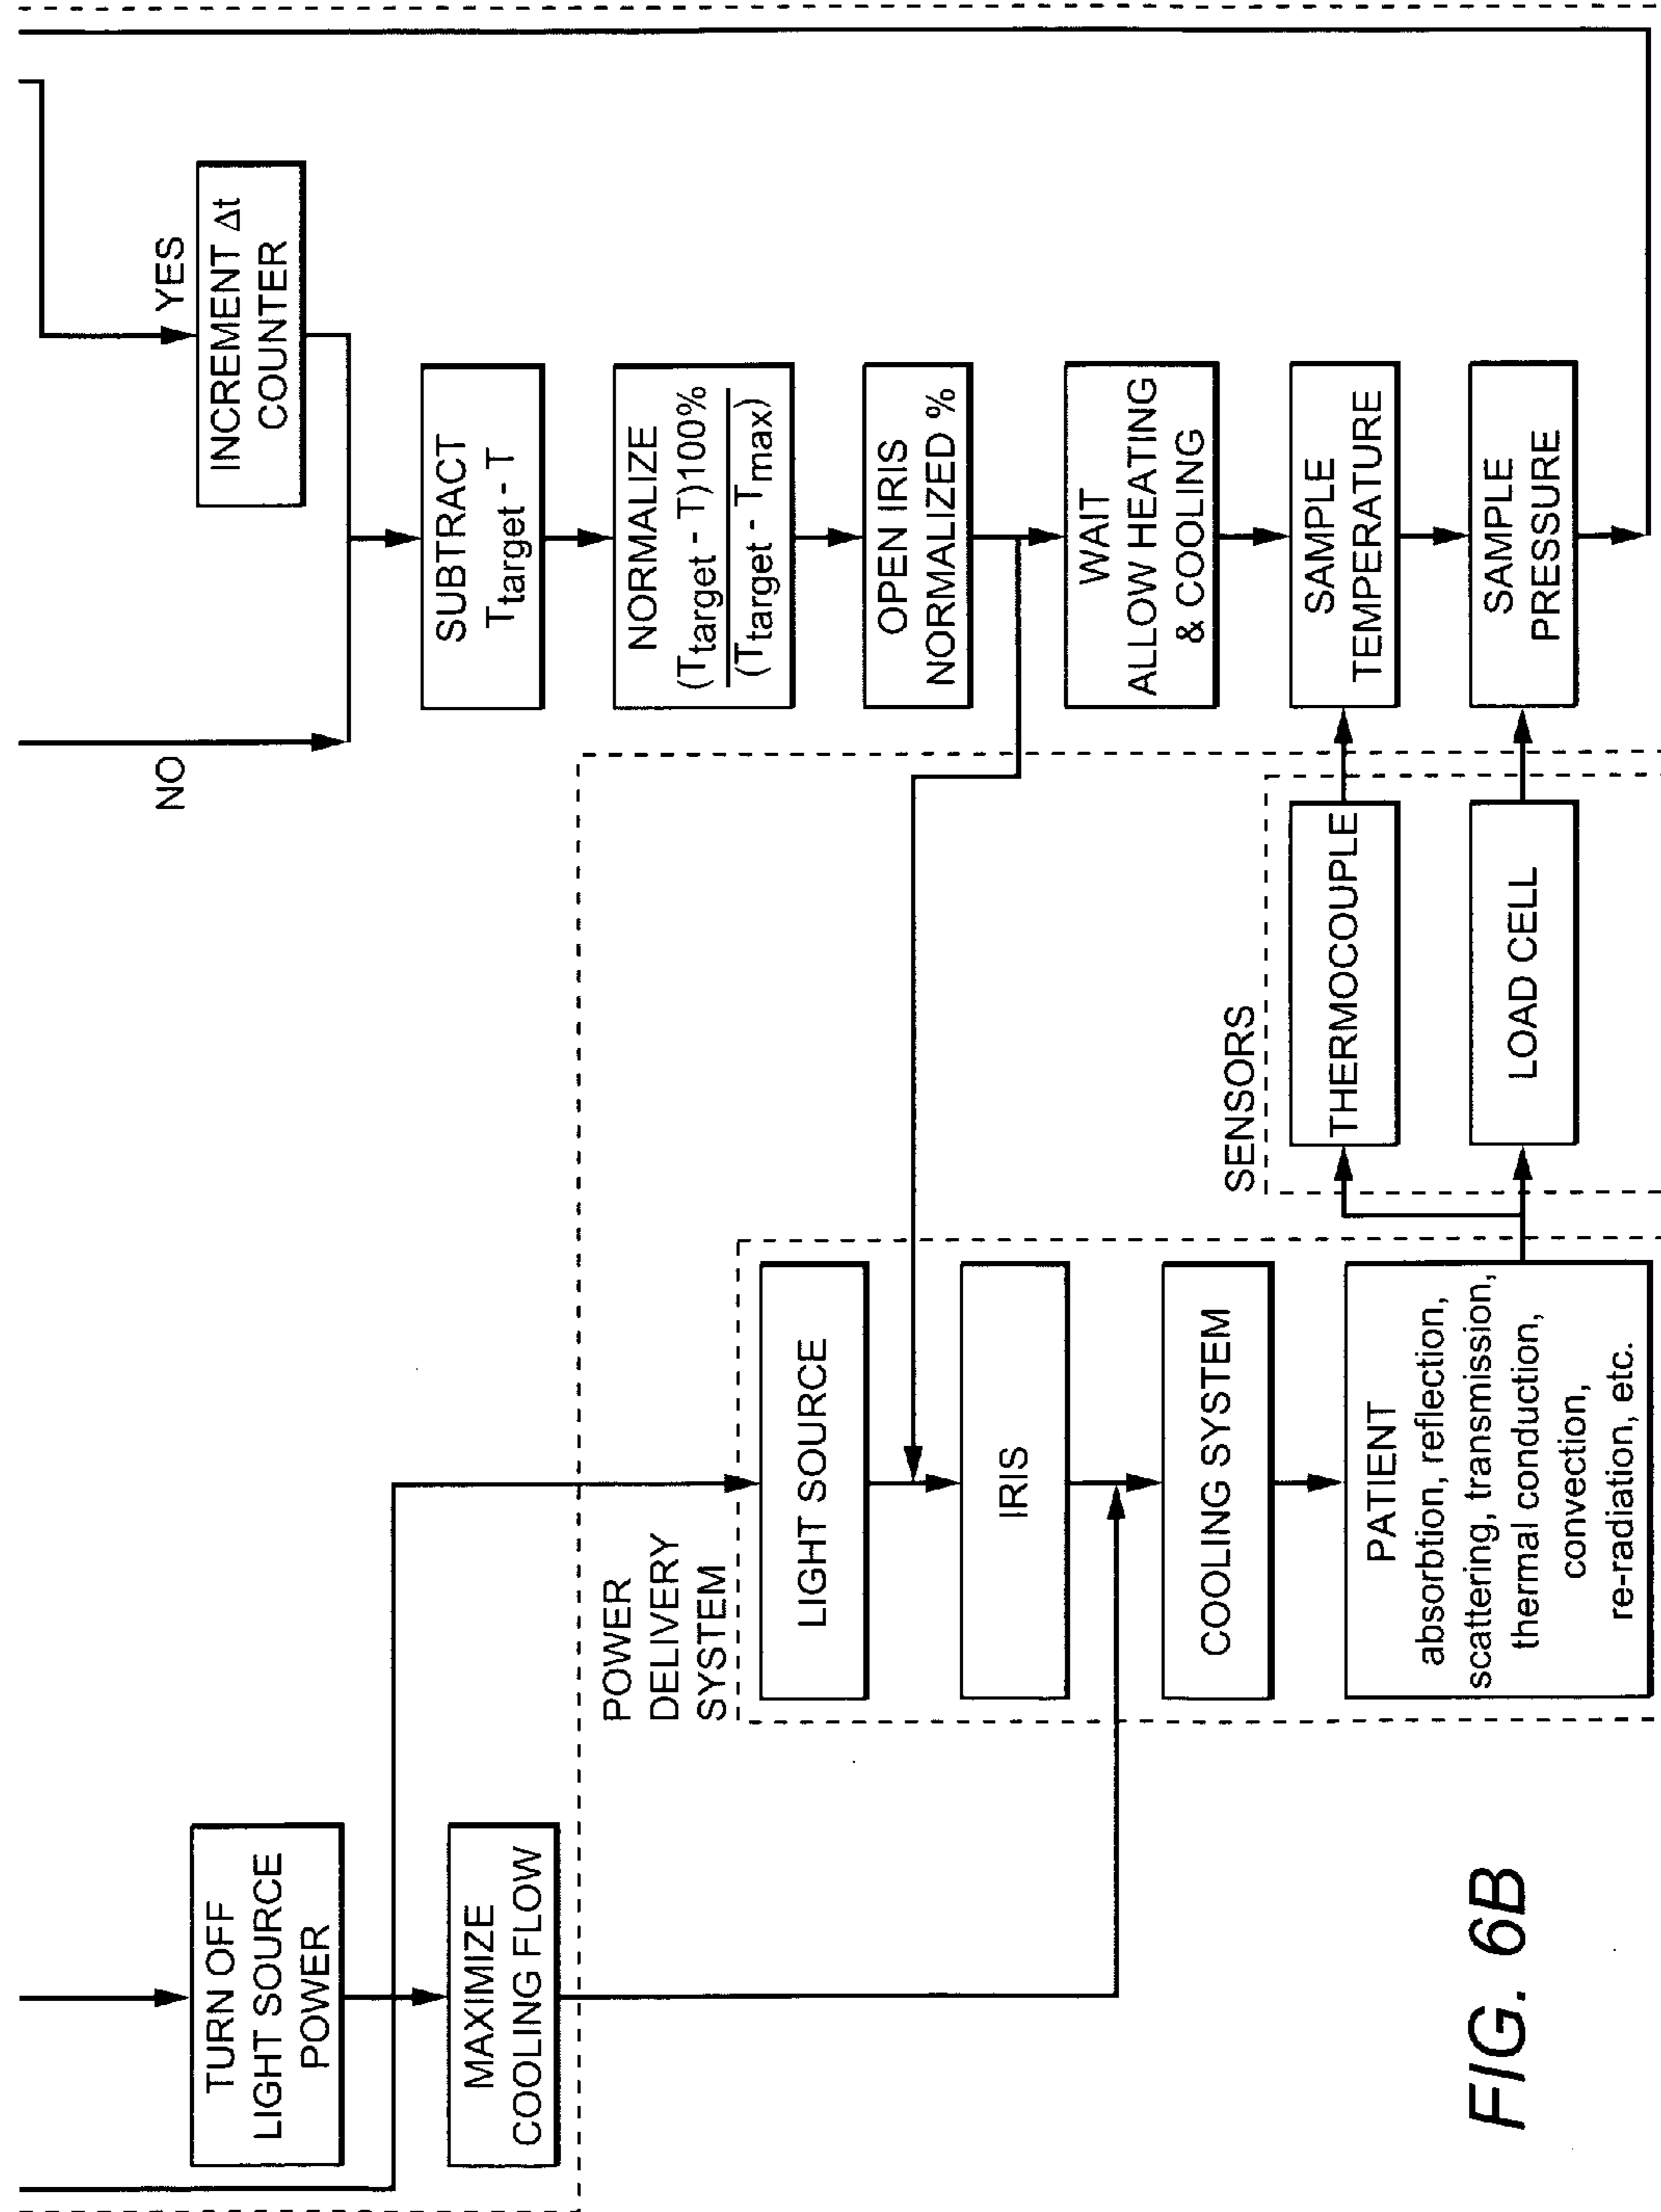 NO
YES
INCREMENT Δt
COUNTER
SUBTRACT
Ttarget - T
NORMALIZE
(Ttarget - T)100%
(Ttarget - Tmax)
OPEN IRIS
NORMALIZED %
WAIT
ALLOW HEATING
& COOLING
SAMPLE
TEMPERATURE
SAMPLE
PRESSURE
TURN OFF
LIGHT SOURCE
POWER
MAXIMIZE
COOLING FLOW
POWER
DELIVERY
SYSTEM
LIGHT SOURCE
IRIS
COOLING SYSTEM
PATIENT
absorbtion, reflection,
scattering, transmission,
thermal conduction,
convection,
re-radiation, etc.
SENSORS
THERMOCOUPLE
LOAD CELL
FIG. 6B